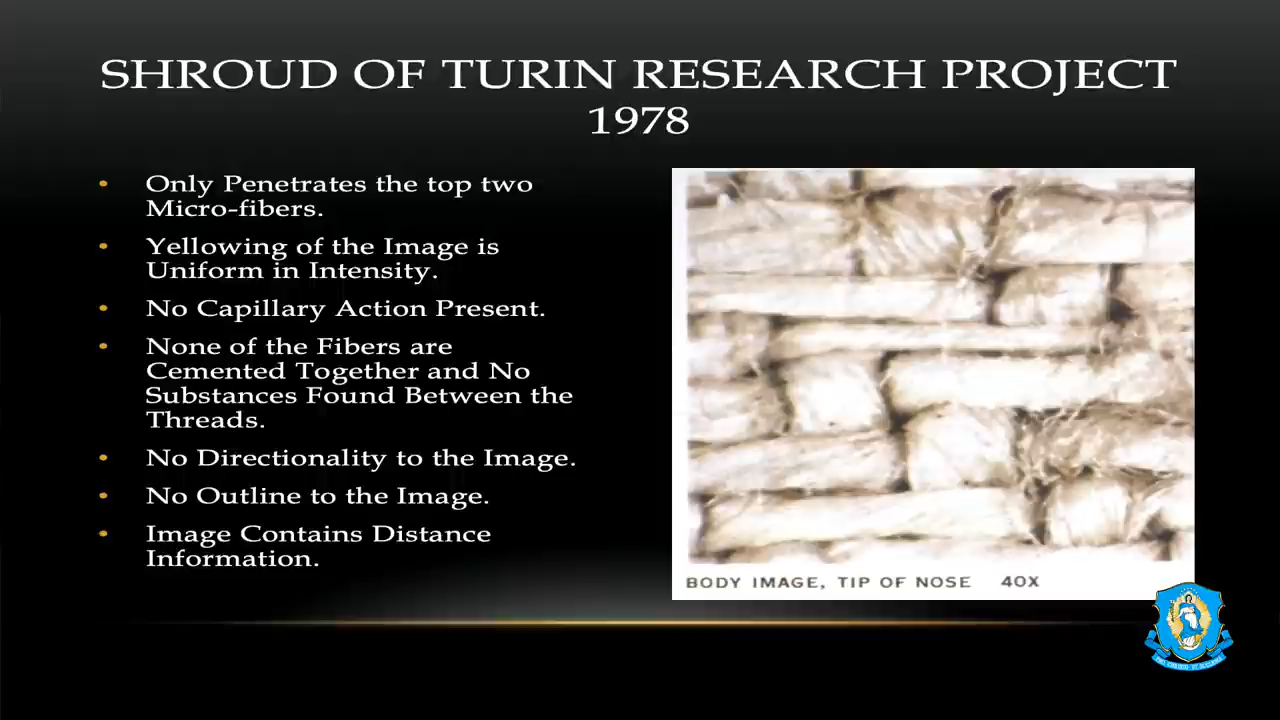 SHROUD OF TURIN RESEARCH PROJECT
1978
• Only Penetrates the top two
Micro-fibers.
• Yellowing of the Image is
Uniform in Intensity.
• No Capillary Action Present.
• None of the Fibers are
Cemented Together and No
Substances Found Between the
Threads.
• No Directionality to the Image.
• No Outline to the Image.
• Image Contains Distance
Information.
BODY IMAGE, TIP OF NOSE 40X